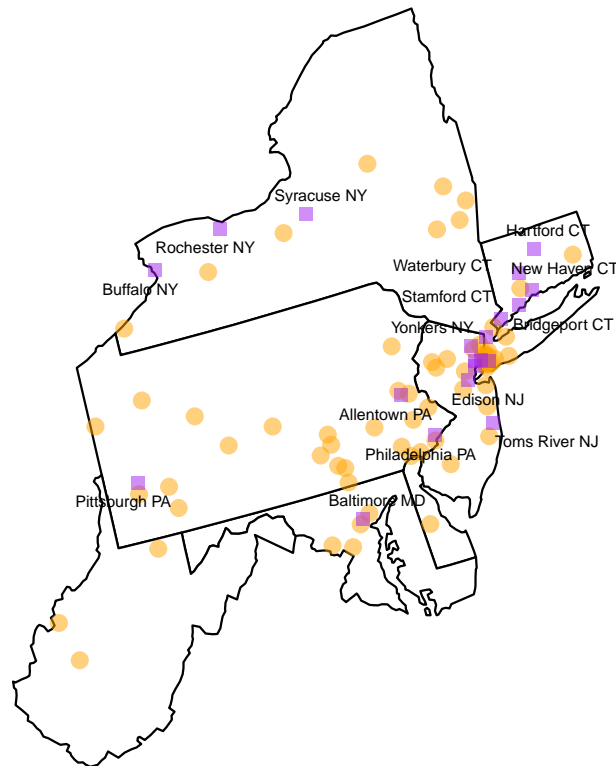 Syracuse NY
Hartford CT
Rochester NY
Waterbury CT
New Haven CT
Buffalo NY
Stamford CT
Yonkers NY
Bridgeport CT
Edison NJ
Allentown PA
Toms River NJ
Philadelphia PA
Pittsburgh PA
Baltimore MD